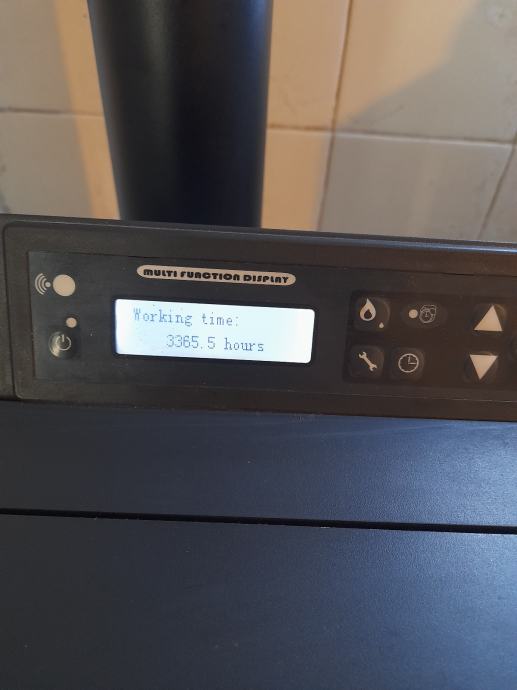 MULTI FUNCTION DISPLAY
Working time:
3365.5 hours